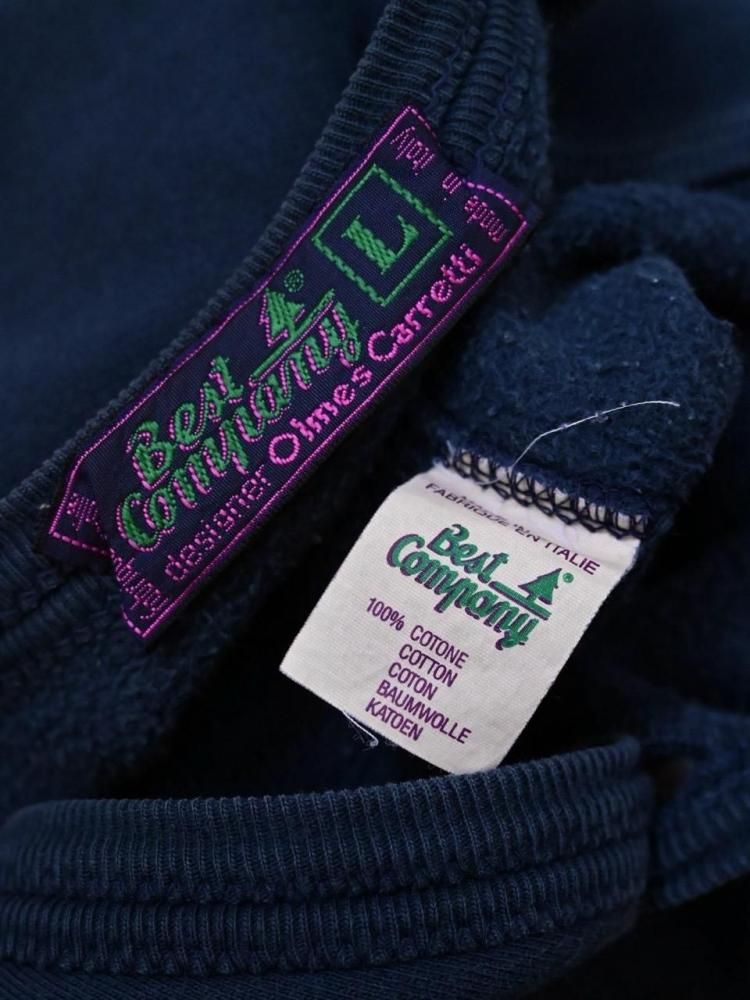 made in Italy
L
Best
Company
®
designer Olmes Carretti
FABRIQUE EN ITALIE
Best
Company
®
100% COTONE
COTTON
COTON
BAUMWOLLE
KATOEN